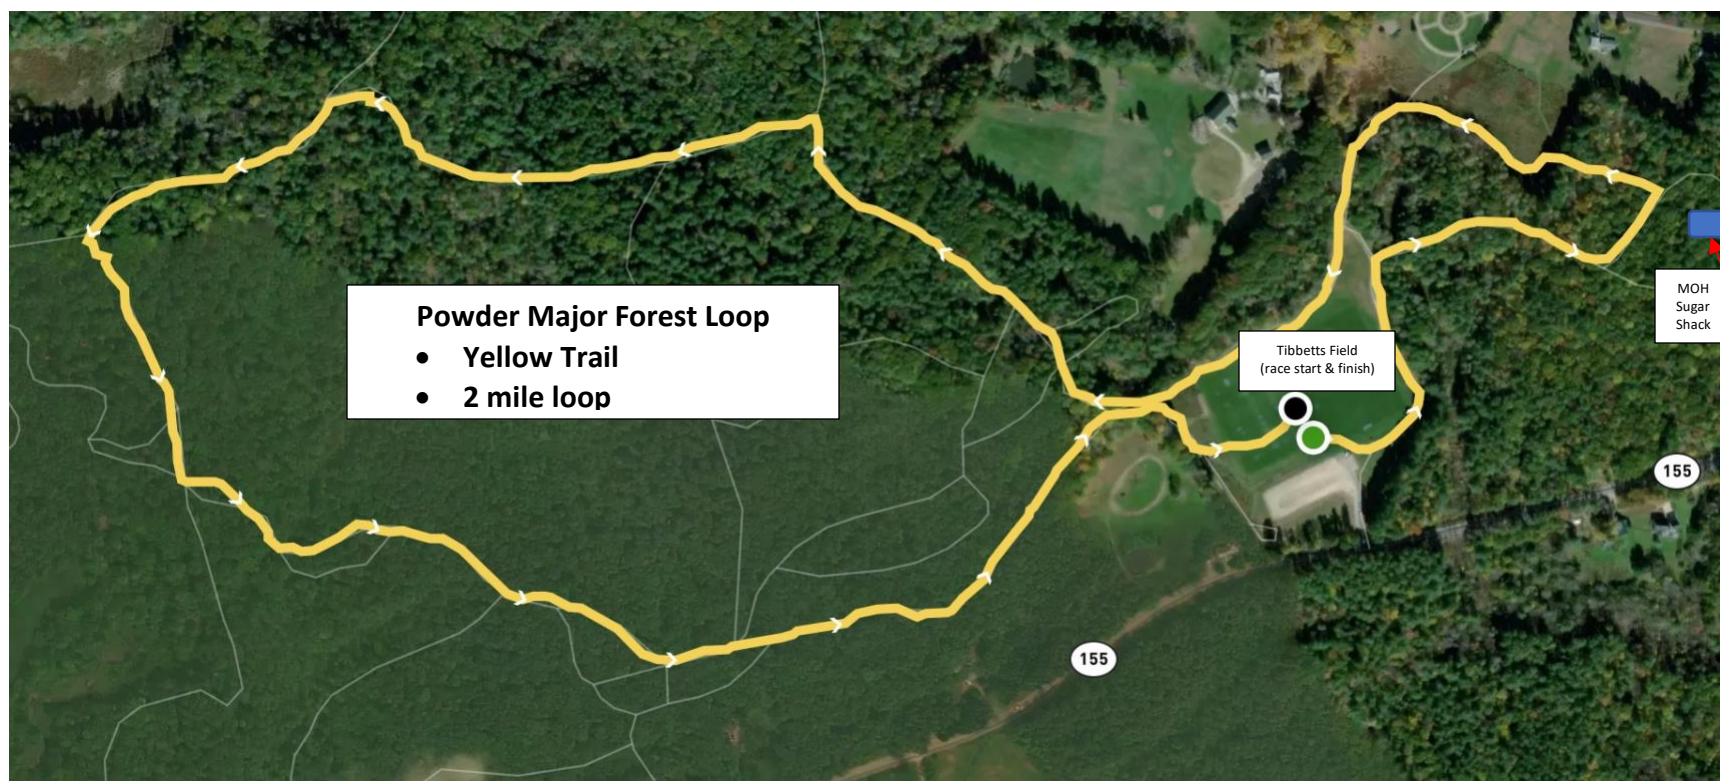 Powder Major Forest Loop
• Yellow Trail
• 2 mile loop
Tibbetts Field
(race start & finish)
MOH
Sugar
Shack
155
155